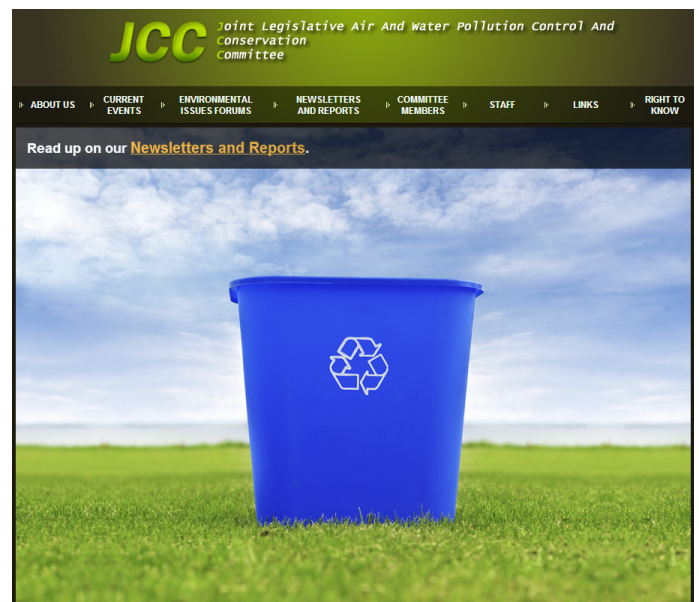 JCC
Joint Legislative Air And Water Pollution Control And
Conservation
Committee
ABOUT US
CURRENT
EVENTS
ENVIRONMENTAL
ISSUES FORUMS
NEWSLETTERS
AND REPORTS
COMMITTEE
MEMBERS
STAFF
LINKS
RIGHT TO
KNOW
Read up on our Newsletters and Reports.